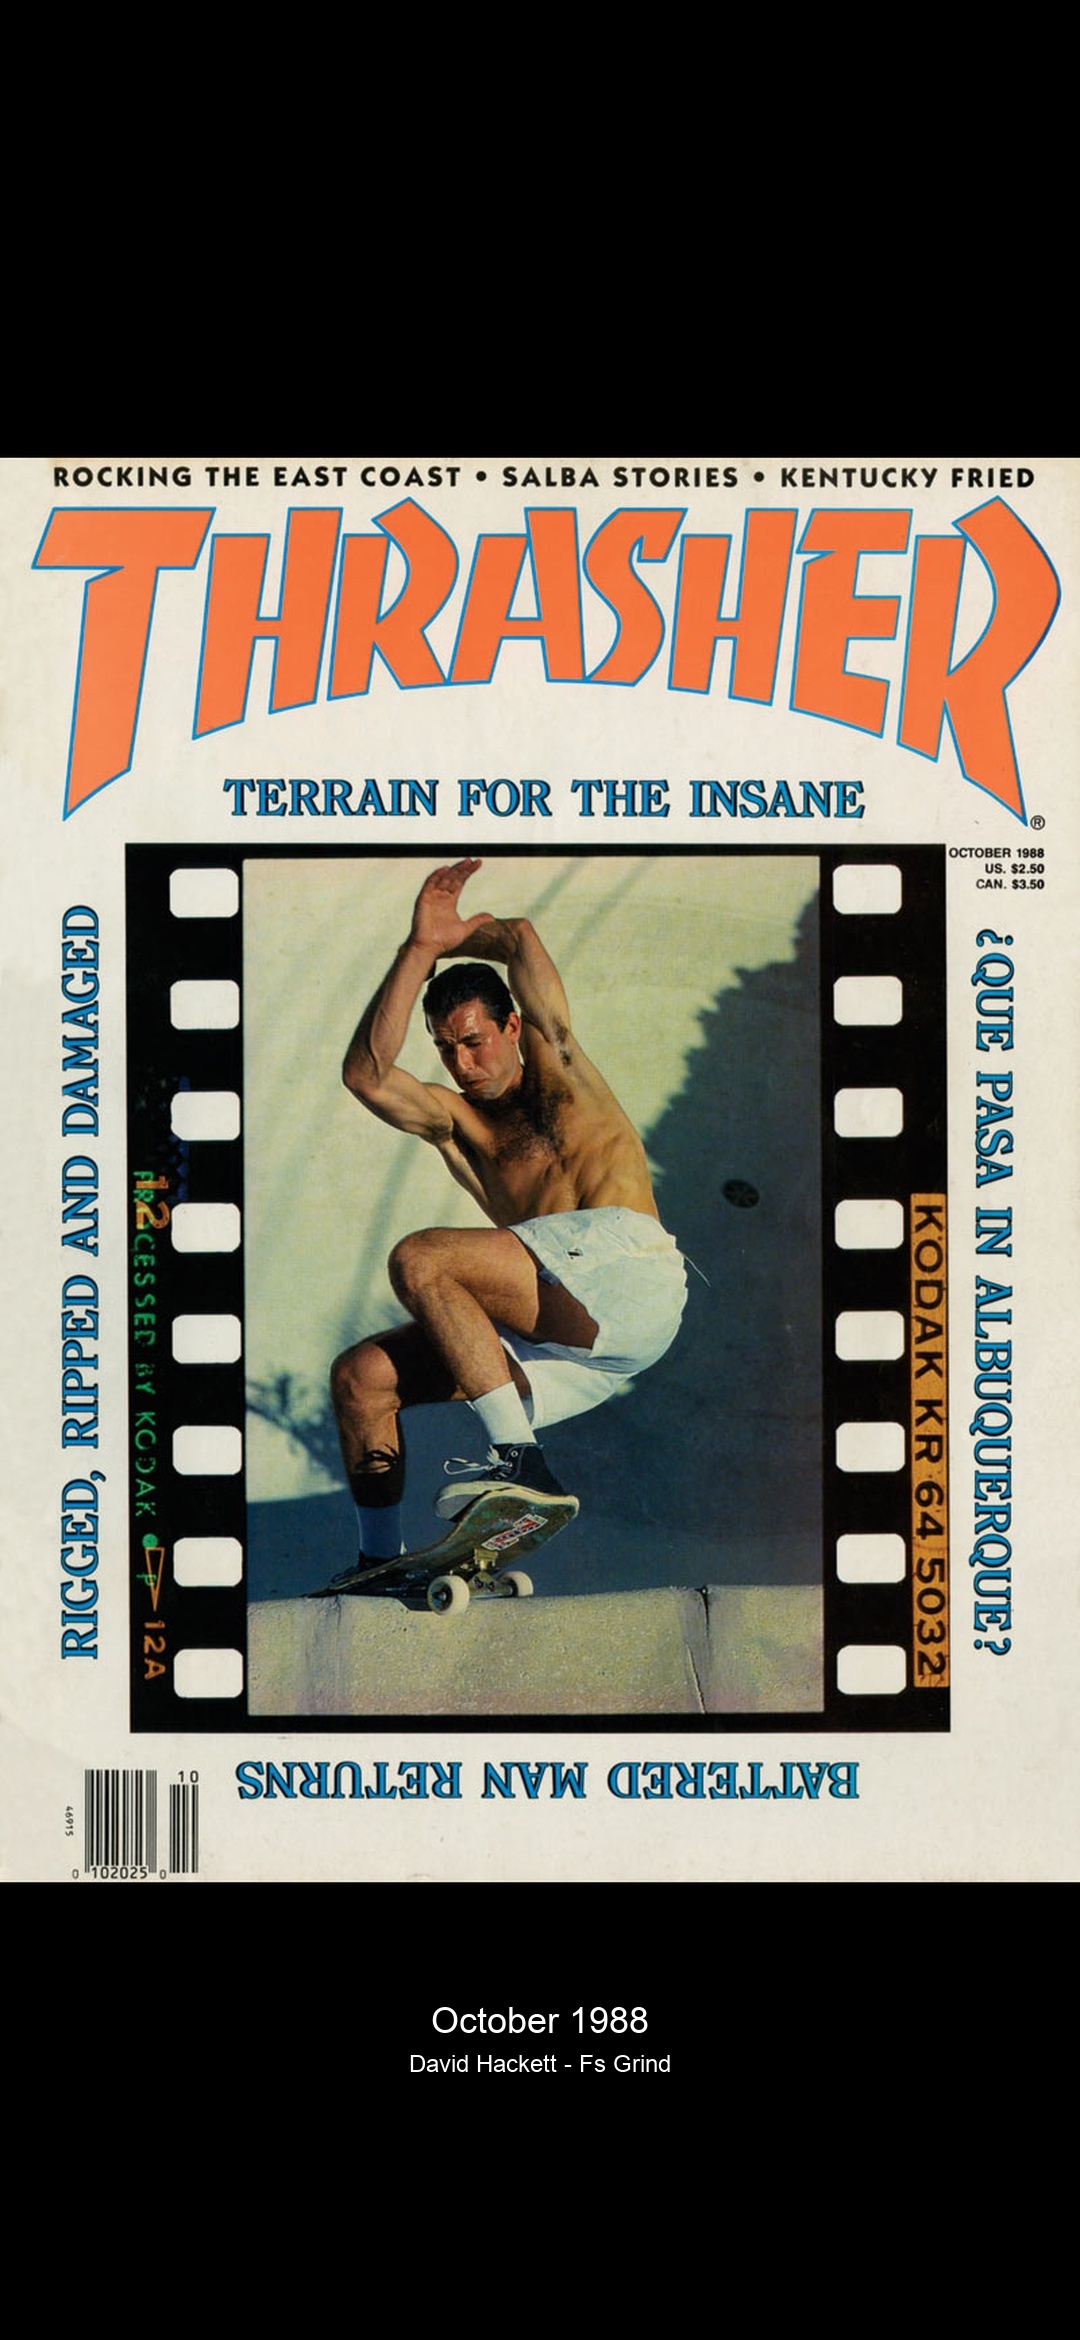 ROCKING THE EAST COAST • SALBA STORIES • KENTUCKY FRIED
THRASHER
®
TERRAIN FOR THE INSANE
OCTOBER 1988
US. $2.50
CAN. $3.50
RIGGED, RIPPED AND DAMAGED
¿QUE PASA IN ALBUQUERQUE?
12
PROCESSED BY KODAK
12A
KODAK KR 64 5032
BATTERED MAN RETURNS
10
46915
0 102025 0
October 1988
David Hackett - Fs Grind